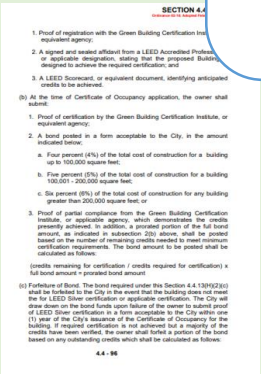 SECTION 4.4
1. Proof of registration with the Green Building Certification
equivalent agency;
2. A signed and sealed affidavit from a LEED Accredited
or applicable designation, stating that the proposed
designed to achieve the required certification; and
3. A LEED Scorecard, or equivalent document, identifying anticipated
credits to be achieved.
(b) At the time of Certificate of Occupancy application, the owner shall
submit:
1. Proof of certification by the Green Building Certification Institute, or
equivalent agency;
2. A bond posted in a form acceptable to the City, in the amount
indicated below;
a. Four percent (4%) of the total cost of construction for a building
up to 100,000 square feet;
b. Five percent (5%) of the total cost of construction for a building
100,001 - 200,000 square feet;
c. Six percent (6%) of the total cost of construction for any building
greater than 200,000 square feet; or
3. Proof of partial compliance from the Green Building Certification
Institute, or applicable agency, which demonstrates the credits
presently achieved. In addition, a prorated portion of the full bond
amount, as indicated in subsection 2(b) above, shall be posted
based on the number of remaining credits needed to meet minimum
certification requirements. The bond amount to be posted shall be
calculated as follows:
(credits remaining for certification / credits required for certification) x
full bond amount = prorated bond amount
(c) Forfeiture of Bond. The bond required under this Section 4.4.13(H)(2)(c)
shall be forfeited to the City in the event that the building does not meet
the for LEED Silver certification or applicable certification. The City will
draw down on the bond funds upon failure of the owner to submit proof
of LEED Silver certification in a form acceptable to the City within one
(1) year of the City's issuance of the Certificate of Occupancy for the
building. If required certification is not achieved but a majority of the
credits have been verified, the owner shall forfeit a portion of the bond
based on any outstanding credits which shall be calculated as follows:
4.4 - 96